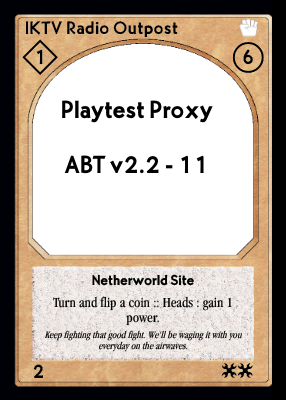 IKTV Radio Outpost
1
6
Playtest Proxy
ABT v2.2 - 11
Netherworld Site
Turn and flip a coin :: Heads : gain 1
power.
Keep fighting that good fight. We'll be waging it with you
everyday on the airwaves.
2